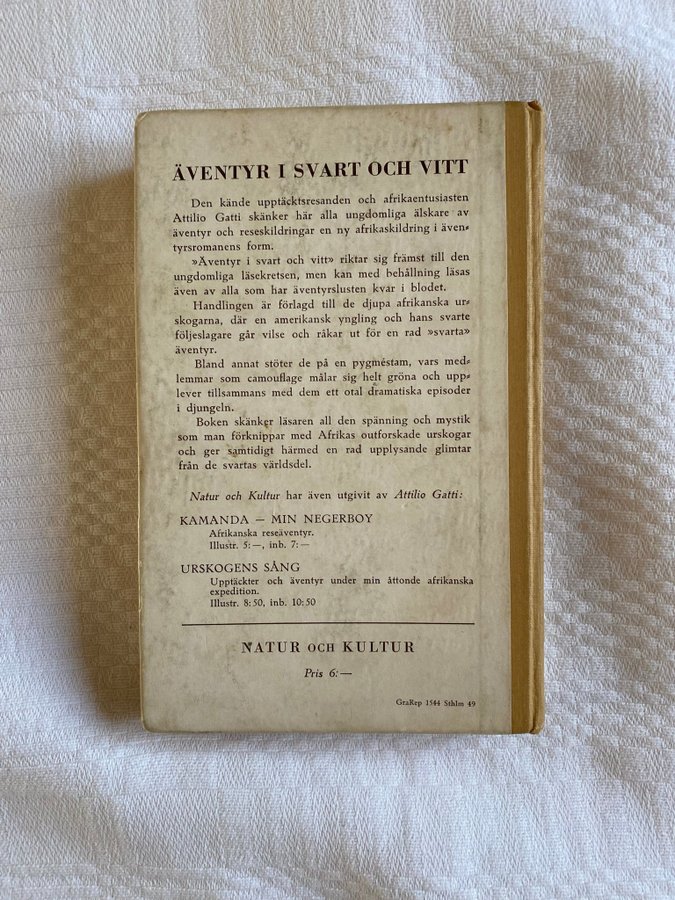 ÄVENTYR I SVART OCH VITT
Den kände upptäcktsresanden och afrikaentusiasten
Attilio Gatti skänker här alla ungdomliga älskare av
äventyr och reseskildringar en ny afrikaskildring i även-
tyrsromanens form.
»Äventyr i svart och vitt» riktar sig främst till den
ungdomliga läsekretsen, men kan med behållning läsas
även av alla som har äventyrslusten kvar i blodet.
Handlingen är förlagd till de djupa afrikanska ur-
skogarna, där en amerikansk yngling och hans svarte
följeslagare går vilse och råkar ut för en rad »svarta»
äventyr.
Bland annat stöter de på en pygméstam, vars med-
lemmar som camouflage målar sig helt gröna och upp-
lever tillsammans med dem ett otal dramatiska episoder
i djungeln.
Boken skänker läsaren all den spänning och mystik
som man förknippar med Afrikas outforskade urskogar
och ger samtidigt härmed en rad upplysande glimtar
från de svartas världsdel.
Natur och Kultur har även utgivit av Attilio Gatti:
KAMANDA — MIN NEGERBOY
Afrikanska reseäventyr.
Illustr. 5:—, inb. 7:—
URSKOGENS SÅNG
Upptäckter och äventyr under min åttonde afrikanska
expedition.
Illustr. 8:50, inb. 10:50
NATUR OCH KULTUR
Pris 6:—
GraRep 1544 Sthlm 49